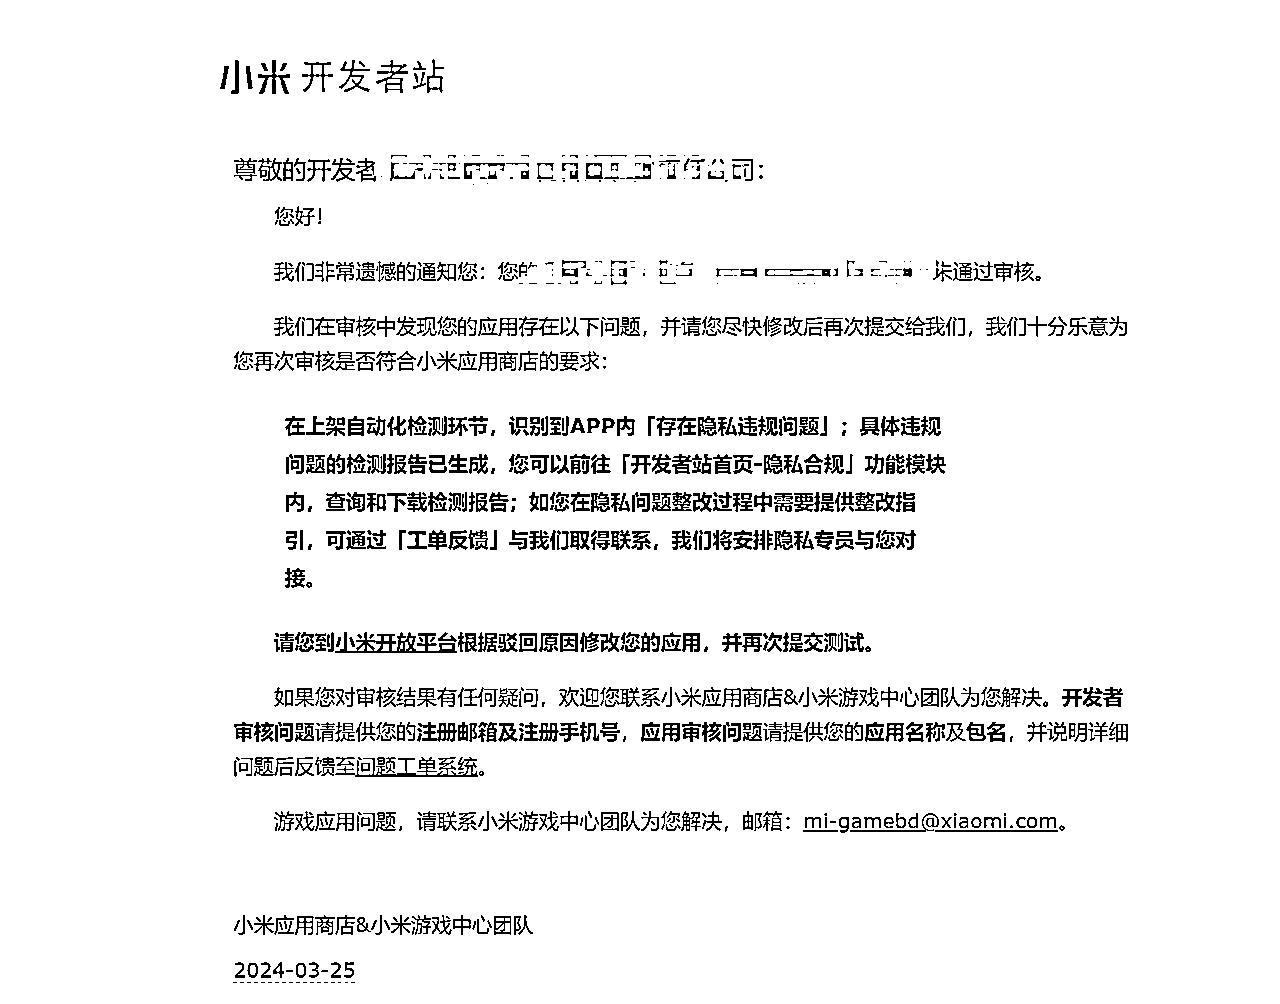 小米 开发者站
尊敬的开发者 公司：
您好！
我们非常遗憾的通知您：您的 未通过审核。
我们在审核中发现您的应用存在以下问题，并请您尽快修改后再次提交给我们，我们十分乐意为
您再次审核是否符合小米应用商店的要求：
在上架自动化检测环节，识别到APP内「存在隐私违规问题」；具体违规
问题的检测报告已生成，您可以前往「开发者站首页-隐私合规」功能模块
内，查询和下载检测报告；如您在隐私问题整改过程中需要提供整改指
引，可通过「工单反馈」与我们取得联系，我们将安排隐私专员与您对
接。
请您到小米开放平台根据驳回原因修改您的应用，并再次提交测试。
如果您对审核结果有任何疑问，欢迎您联系小米应用商店&小米游戏中心团队为您解决。开发者
审核问题请提供您的注册邮箱及注册手机号，应用审核问题请提供您的应用名称及包名，并说明详细
问题后反馈至问题工单系统。
游戏应用问题，请联系小米游戏中心团队为您解决，邮箱：mi-gamebd@xiaomi.com。
小米应用商店&小米游戏中心团队
2024-03-25